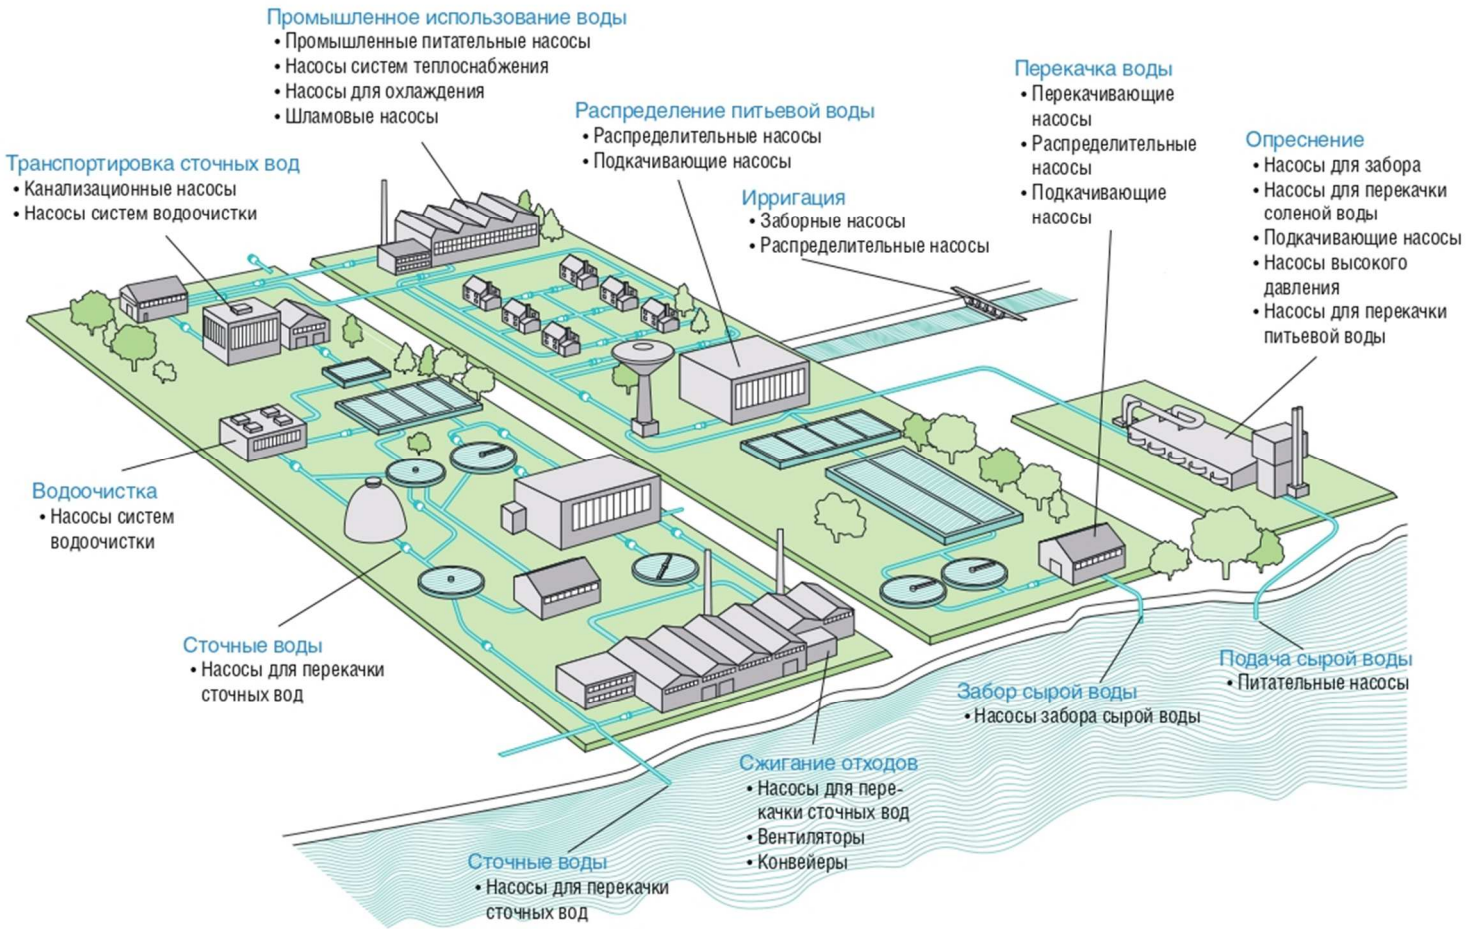 Промышленное использование воды
• Промышленные питательные насосы
• Насосы систем теплоснабжения
• Насосы для охлаждения
• Шламовые насосы
Распределение питьевой воды
• Распределительные насосы
• Подкачивающие насосы
Перекачка воды
• Перекачивающие
насосы
• Распределительные
насосы
• Подкачивающие
насосы
Опреснение
• Насосы для забора
• Насосы для перекачки
соленой воды
• Подкачивающие насосы
• Насосы высокого
давления
• Насосы для перекачки
питьевой воды
Транспортировка сточных вод
• Канализационные насосы
• Насосы систем водоочистки
Ирригация
• Заборные насосы
• Распределительные насосы
Водоочистка
• Насосы систем
водоочистки
Сточные воды
• Насосы для перекачки
сточных вод
Подача сырой воды
• Питательные насосы
Забор сырой воды
• Насосы забора сырой воды
Сжигание отходов
• Насосы для пере-
качки сточных вод
• Вентиляторы
• Конвейеры
Сточные воды
• Насосы для перекачки
сточных вод